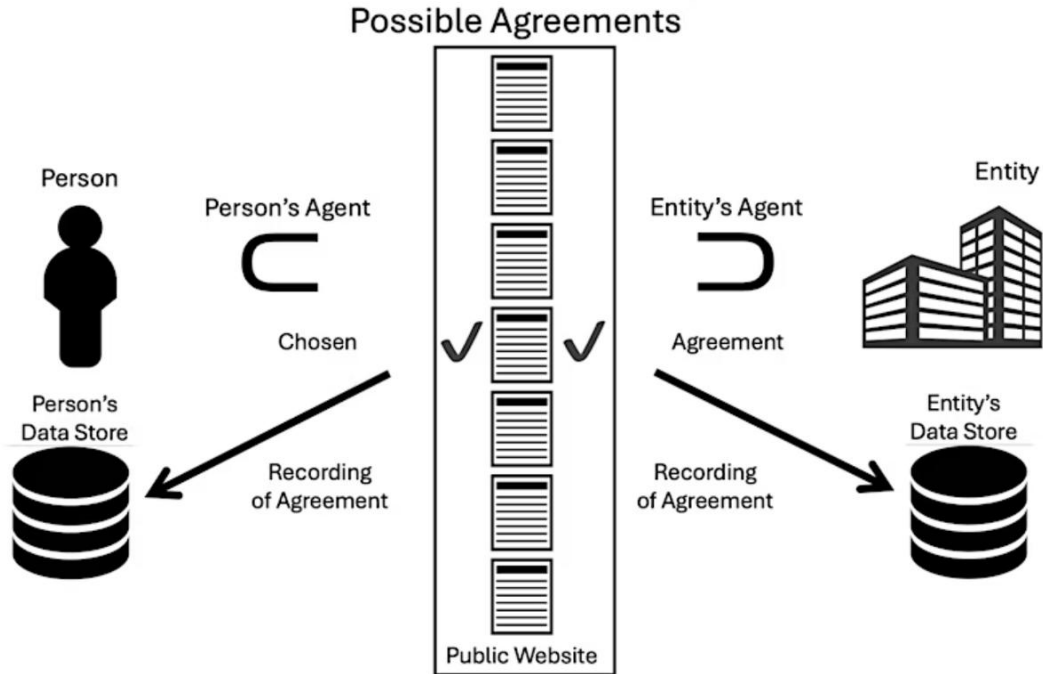 Possible Agreements
Person
Person's Agent
Entity's Agent
Entity
Chosen
Agreement
Person's
Data Store
Entity's
Data Store
Recording
of Agreement
Recording
of Agreement
Public Website